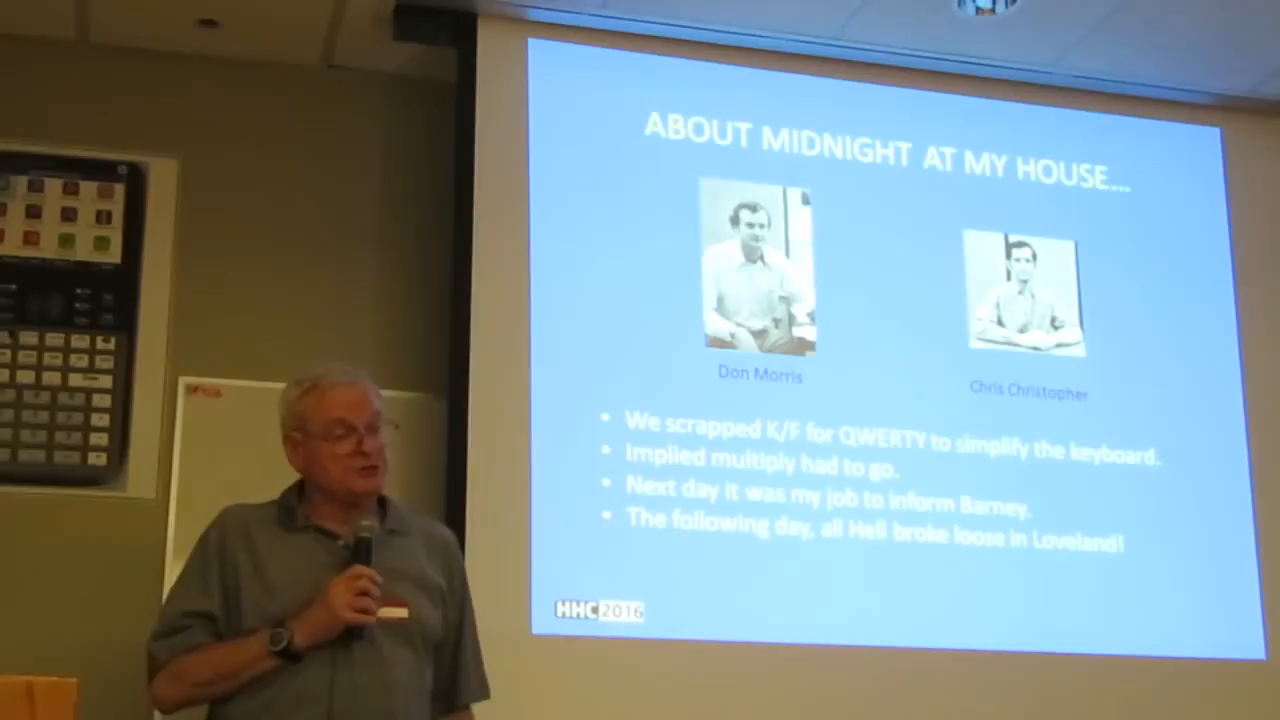 ABOUT MIDNIGHT AT MY HOUSE....
Don Morris
Chris Christopher
• We scrapped K/F for QWERTY to simplify the keyboard.
• Implied multiply had to go.
• Next day it was my job to inform Barney.
• The following day, all Hell broke loose in Loveland!
HHC 2016